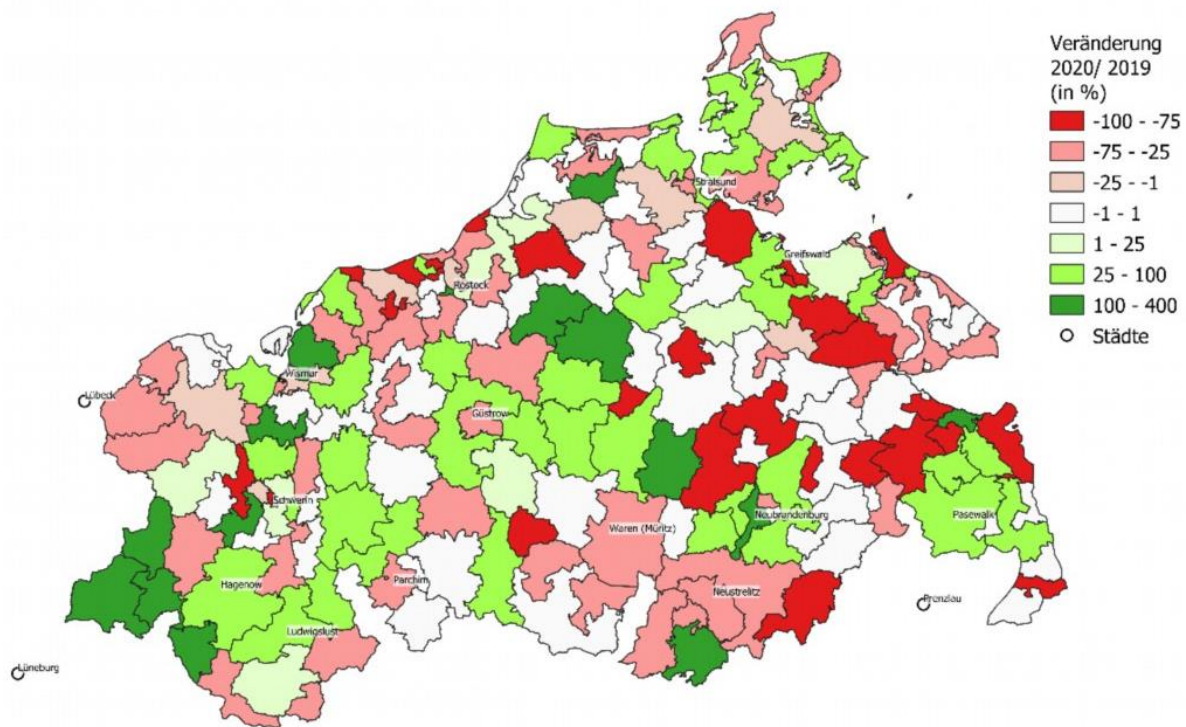 Veränderung
2020/ 2019
(in %)
-100 - -75
-75 - -25
-25 - -1
-1 - 1
1 - 25
25 - 100
100 - 400
Städte
Stralsund
Greifswald
Rostock
Wismar
Lübeck
Güstrow
Schwerin
Waren (Müritz)
Neubrandenburg
Pasewalk
Hagenow
Parchim
Neustrelitz
Prenzlau
Ludwigslust
Lüneburg